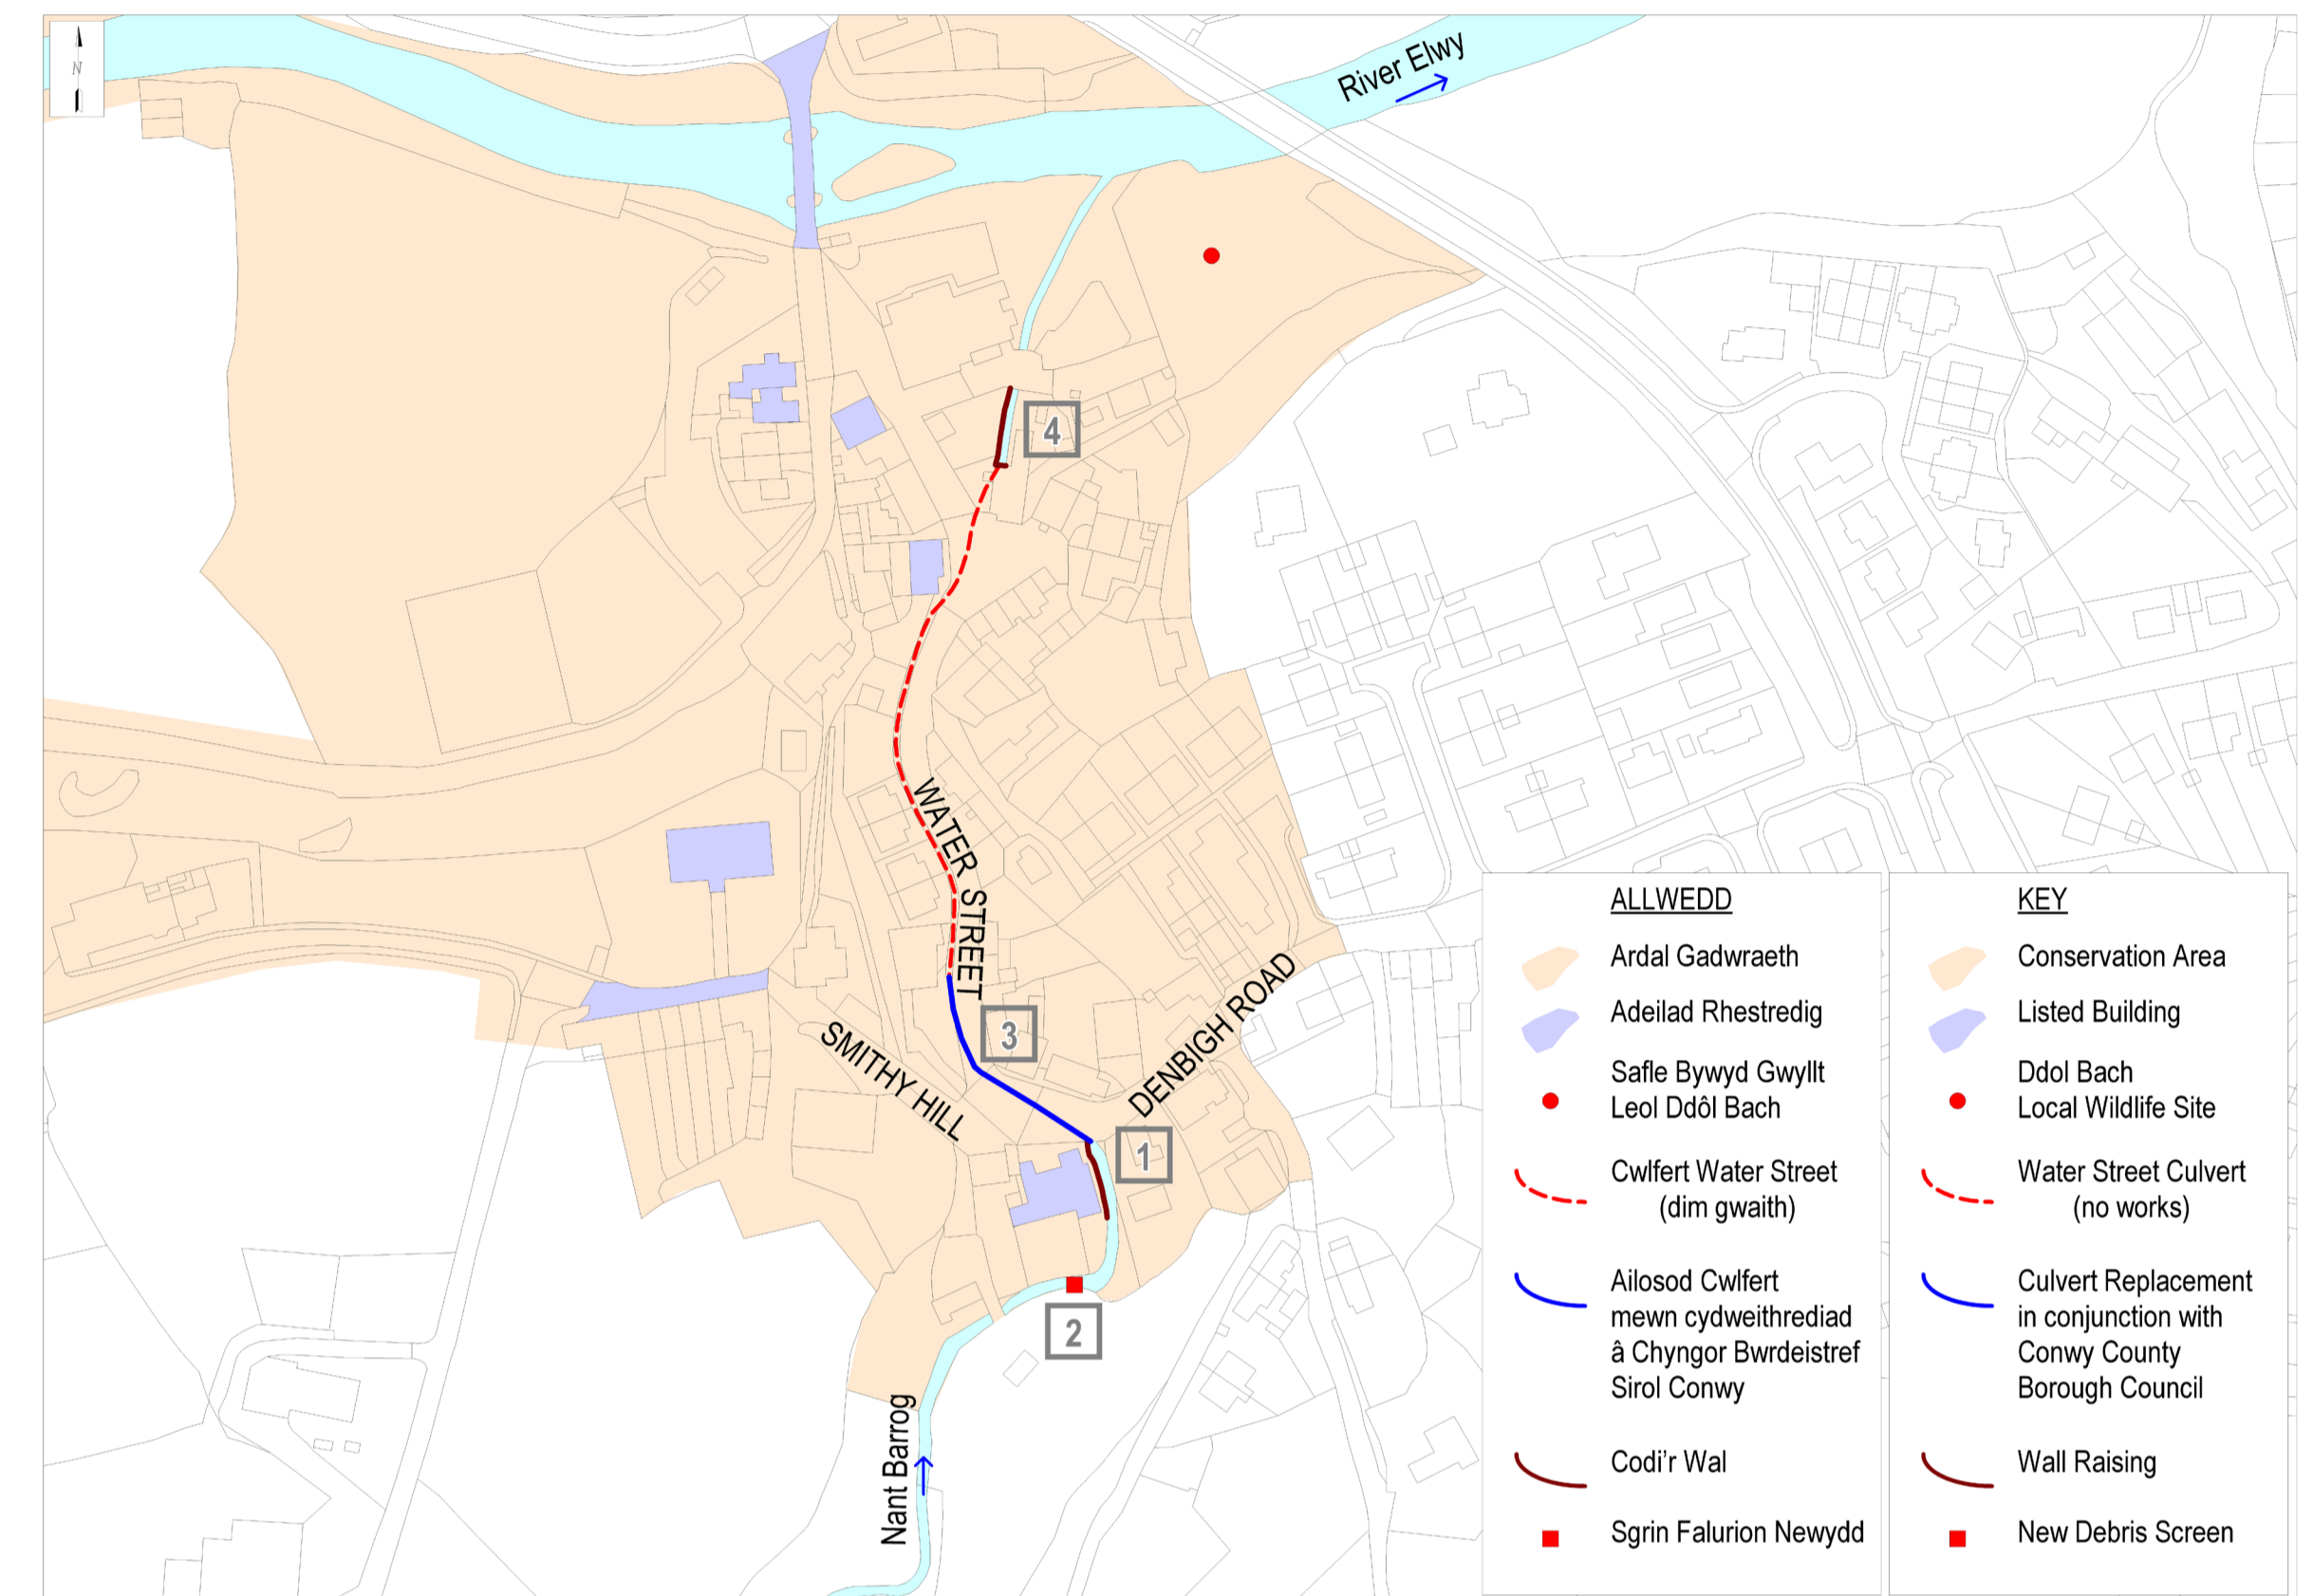 N
River Elwy
4
WATER STREET
3
SMITHY HILL
DENBIGH ROAD
1
2
Nant Barrog
ALLWEDD
Ardal Gadwraeth
Adeilad Rhestredig
Safle Bywyd Gwyllt
Leol Ddôl Bach
Cwlfert Water Street
(dim gwaith)
Ailosod Cwlfert
mewn cydweithrediad
â Chyngor Bwrdeistref
Sirol Conwy
Codi’r Wal
Sgrin Falurion Newydd
KEY
Conservation Area
Listed Building
Ddol Bach
Local Wildlife Site
Water Street Culvert
(no works)
Culvert Replacement
in conjunction with
Conwy County
Borough Council
Wall Raising
New Debris Screen